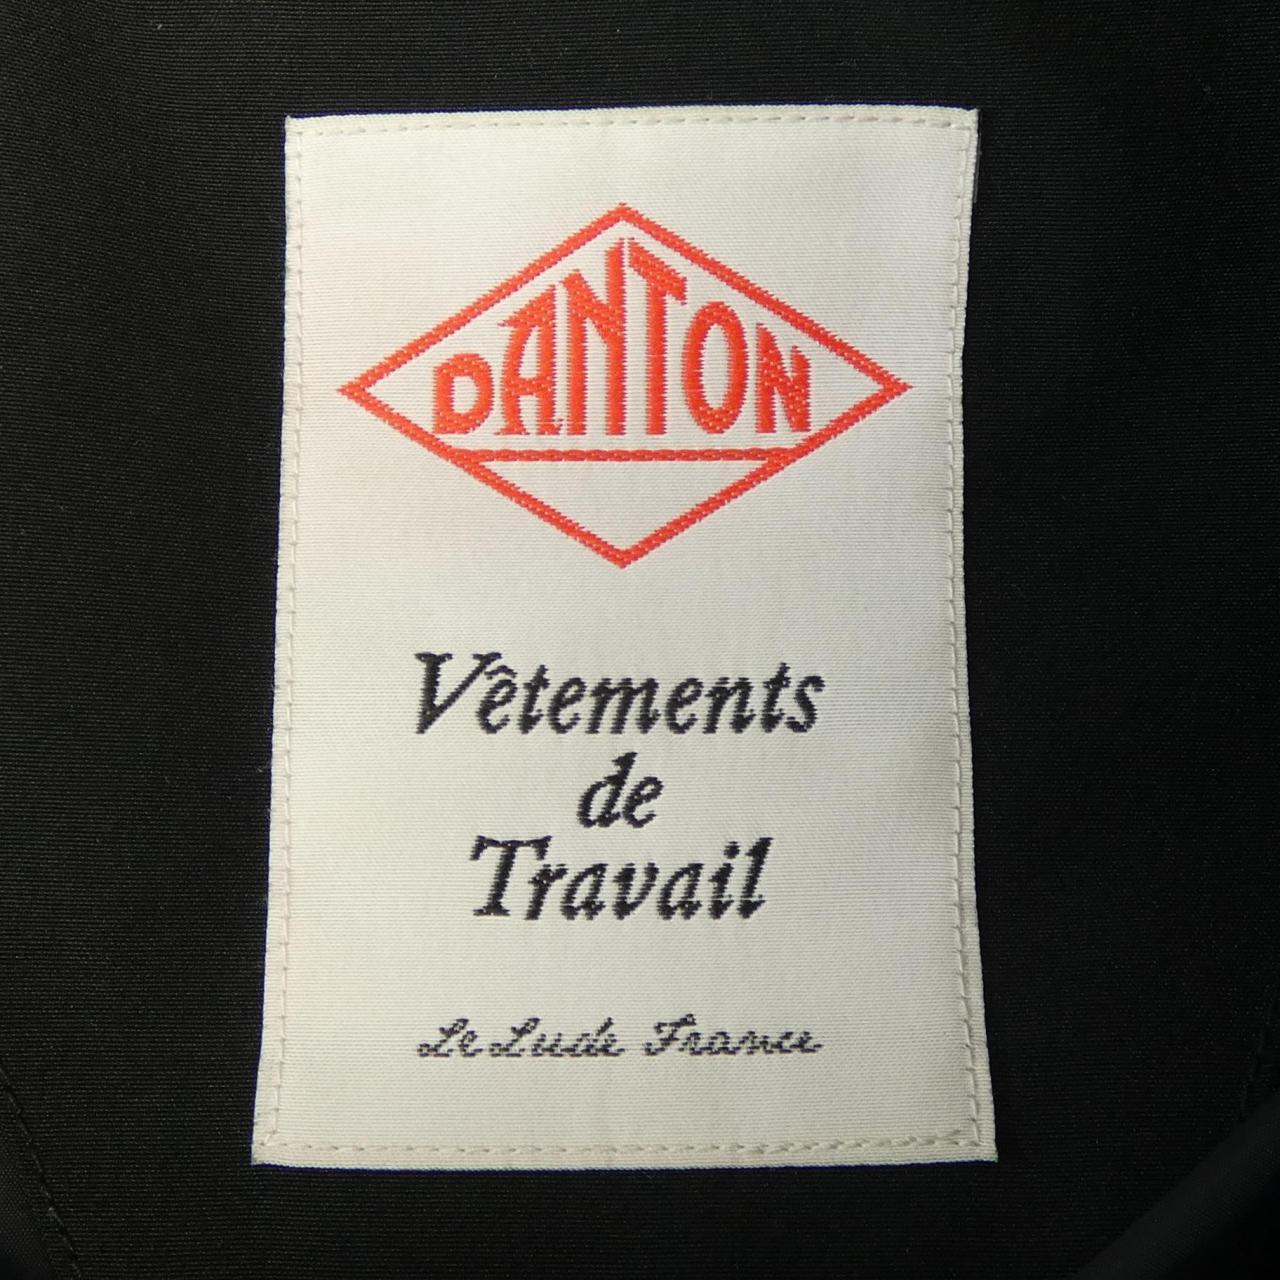 DANTON
Vêtements
de
Travail
Le Lude France